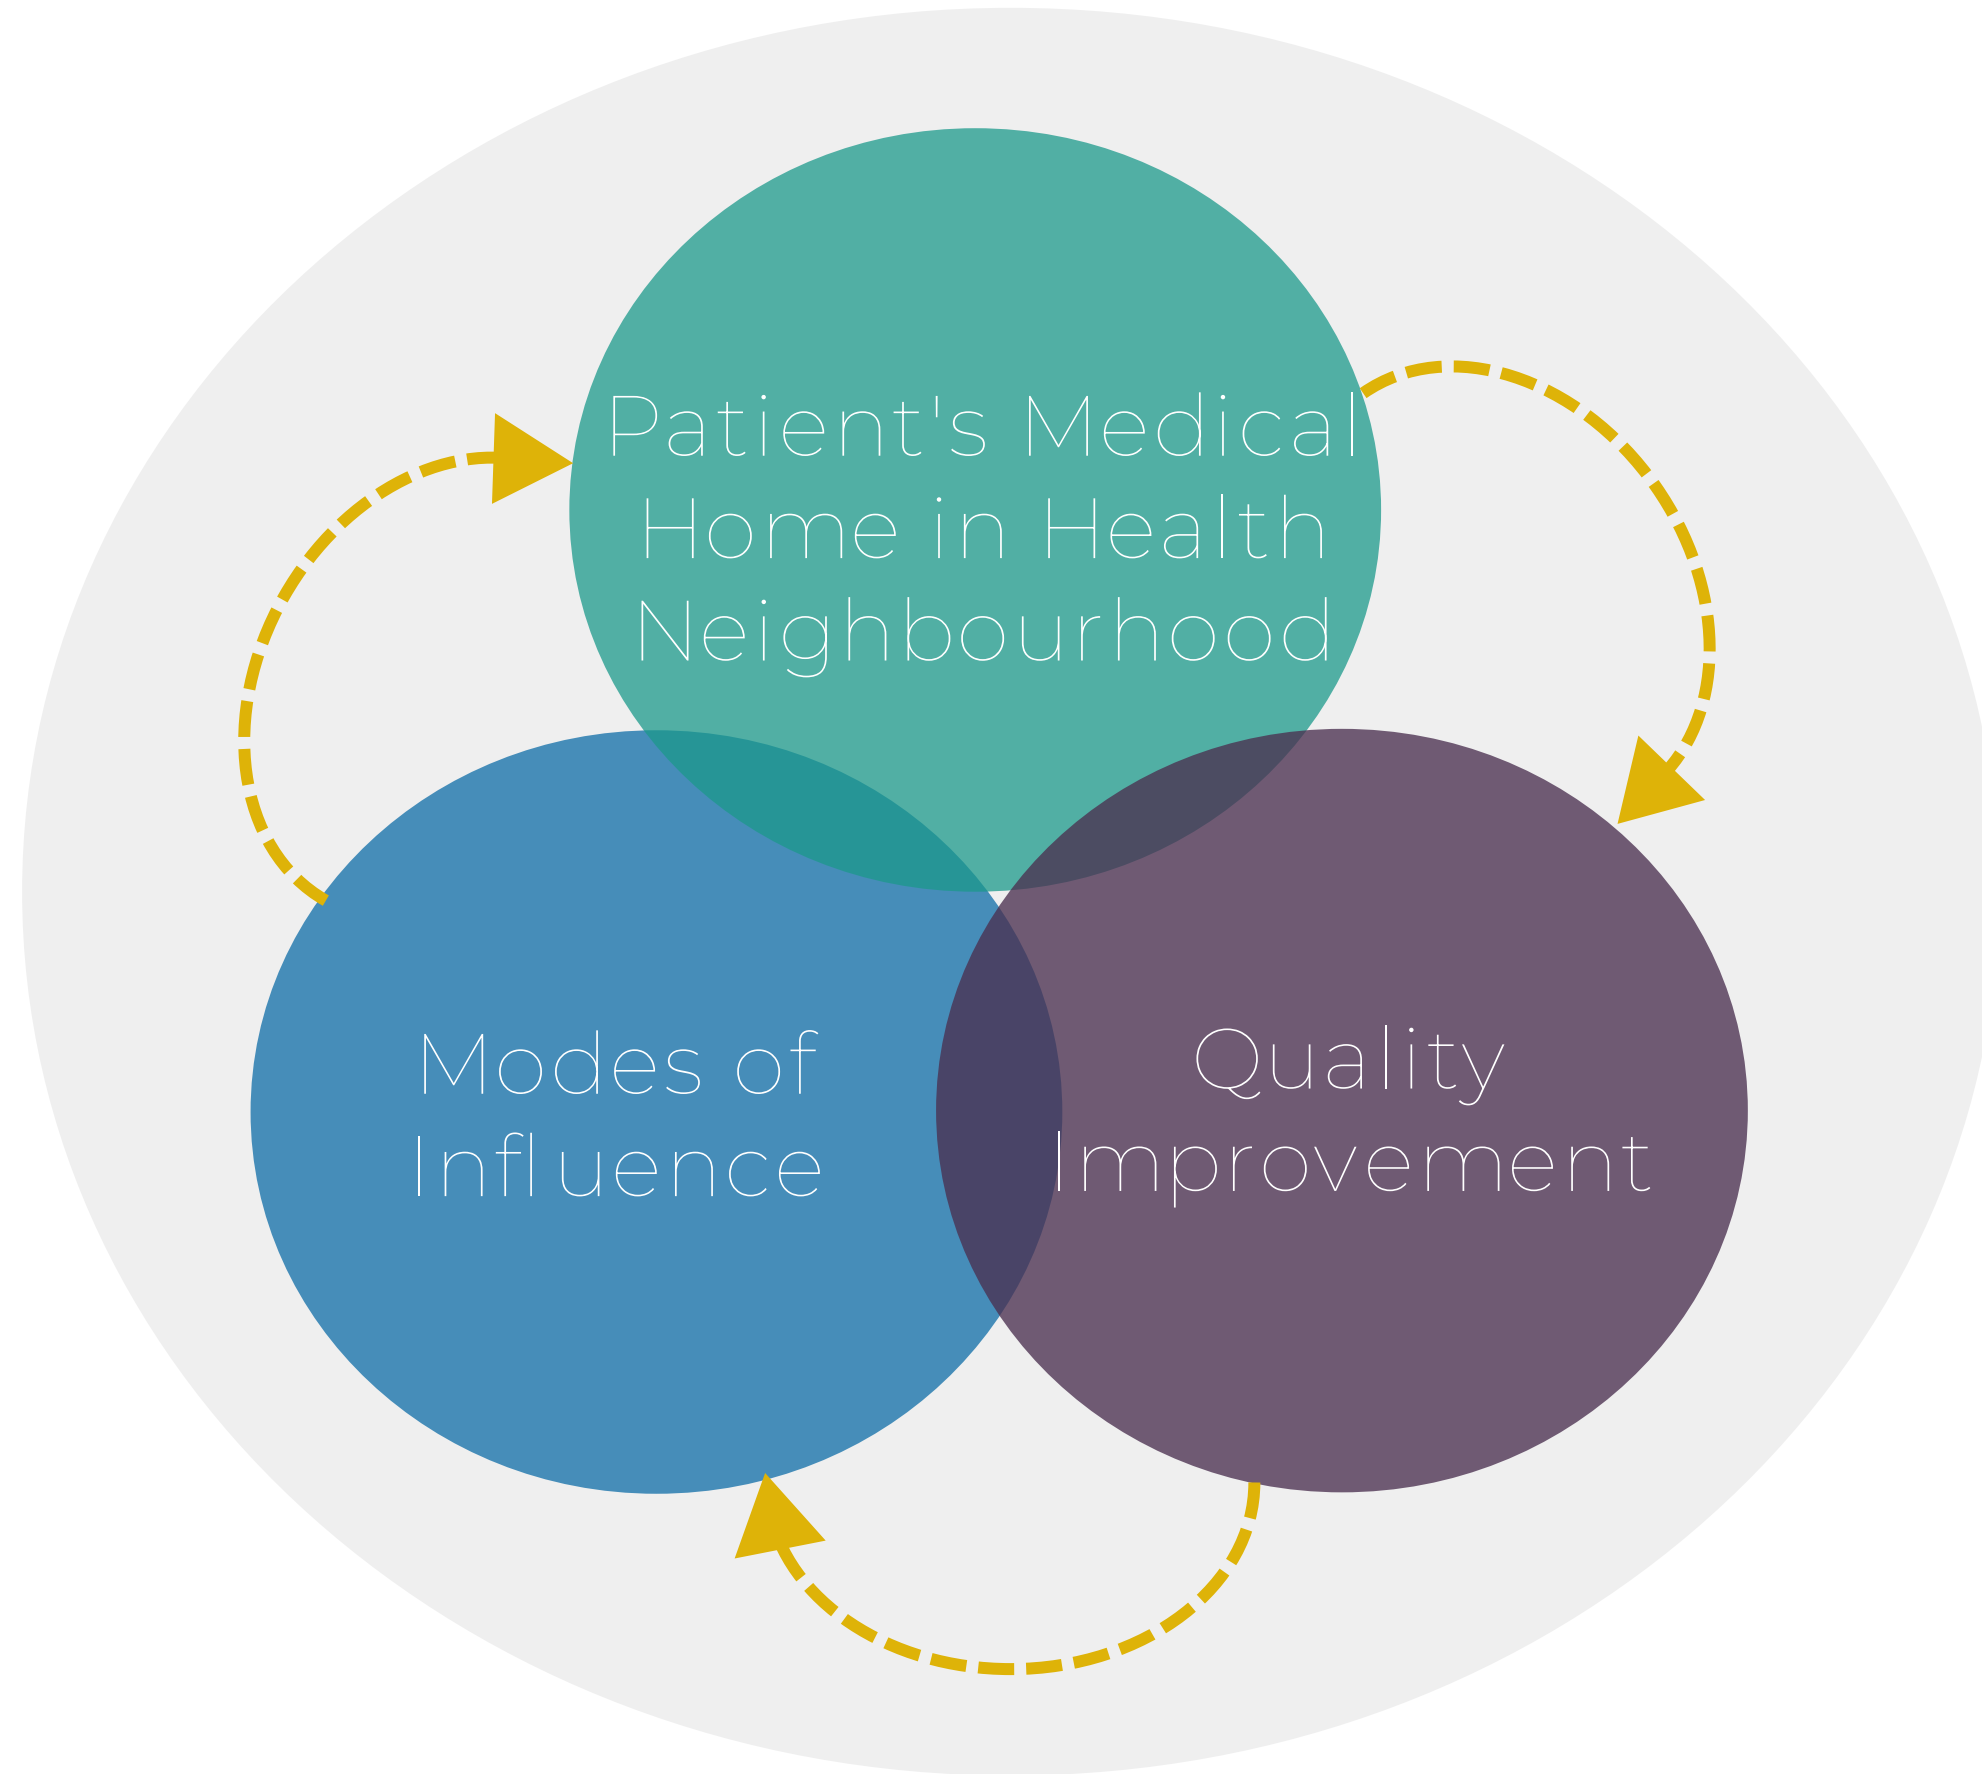 Patient's Medical
Home in Health
Neighbourhood
Modes of
Influence
Quality
Improvement